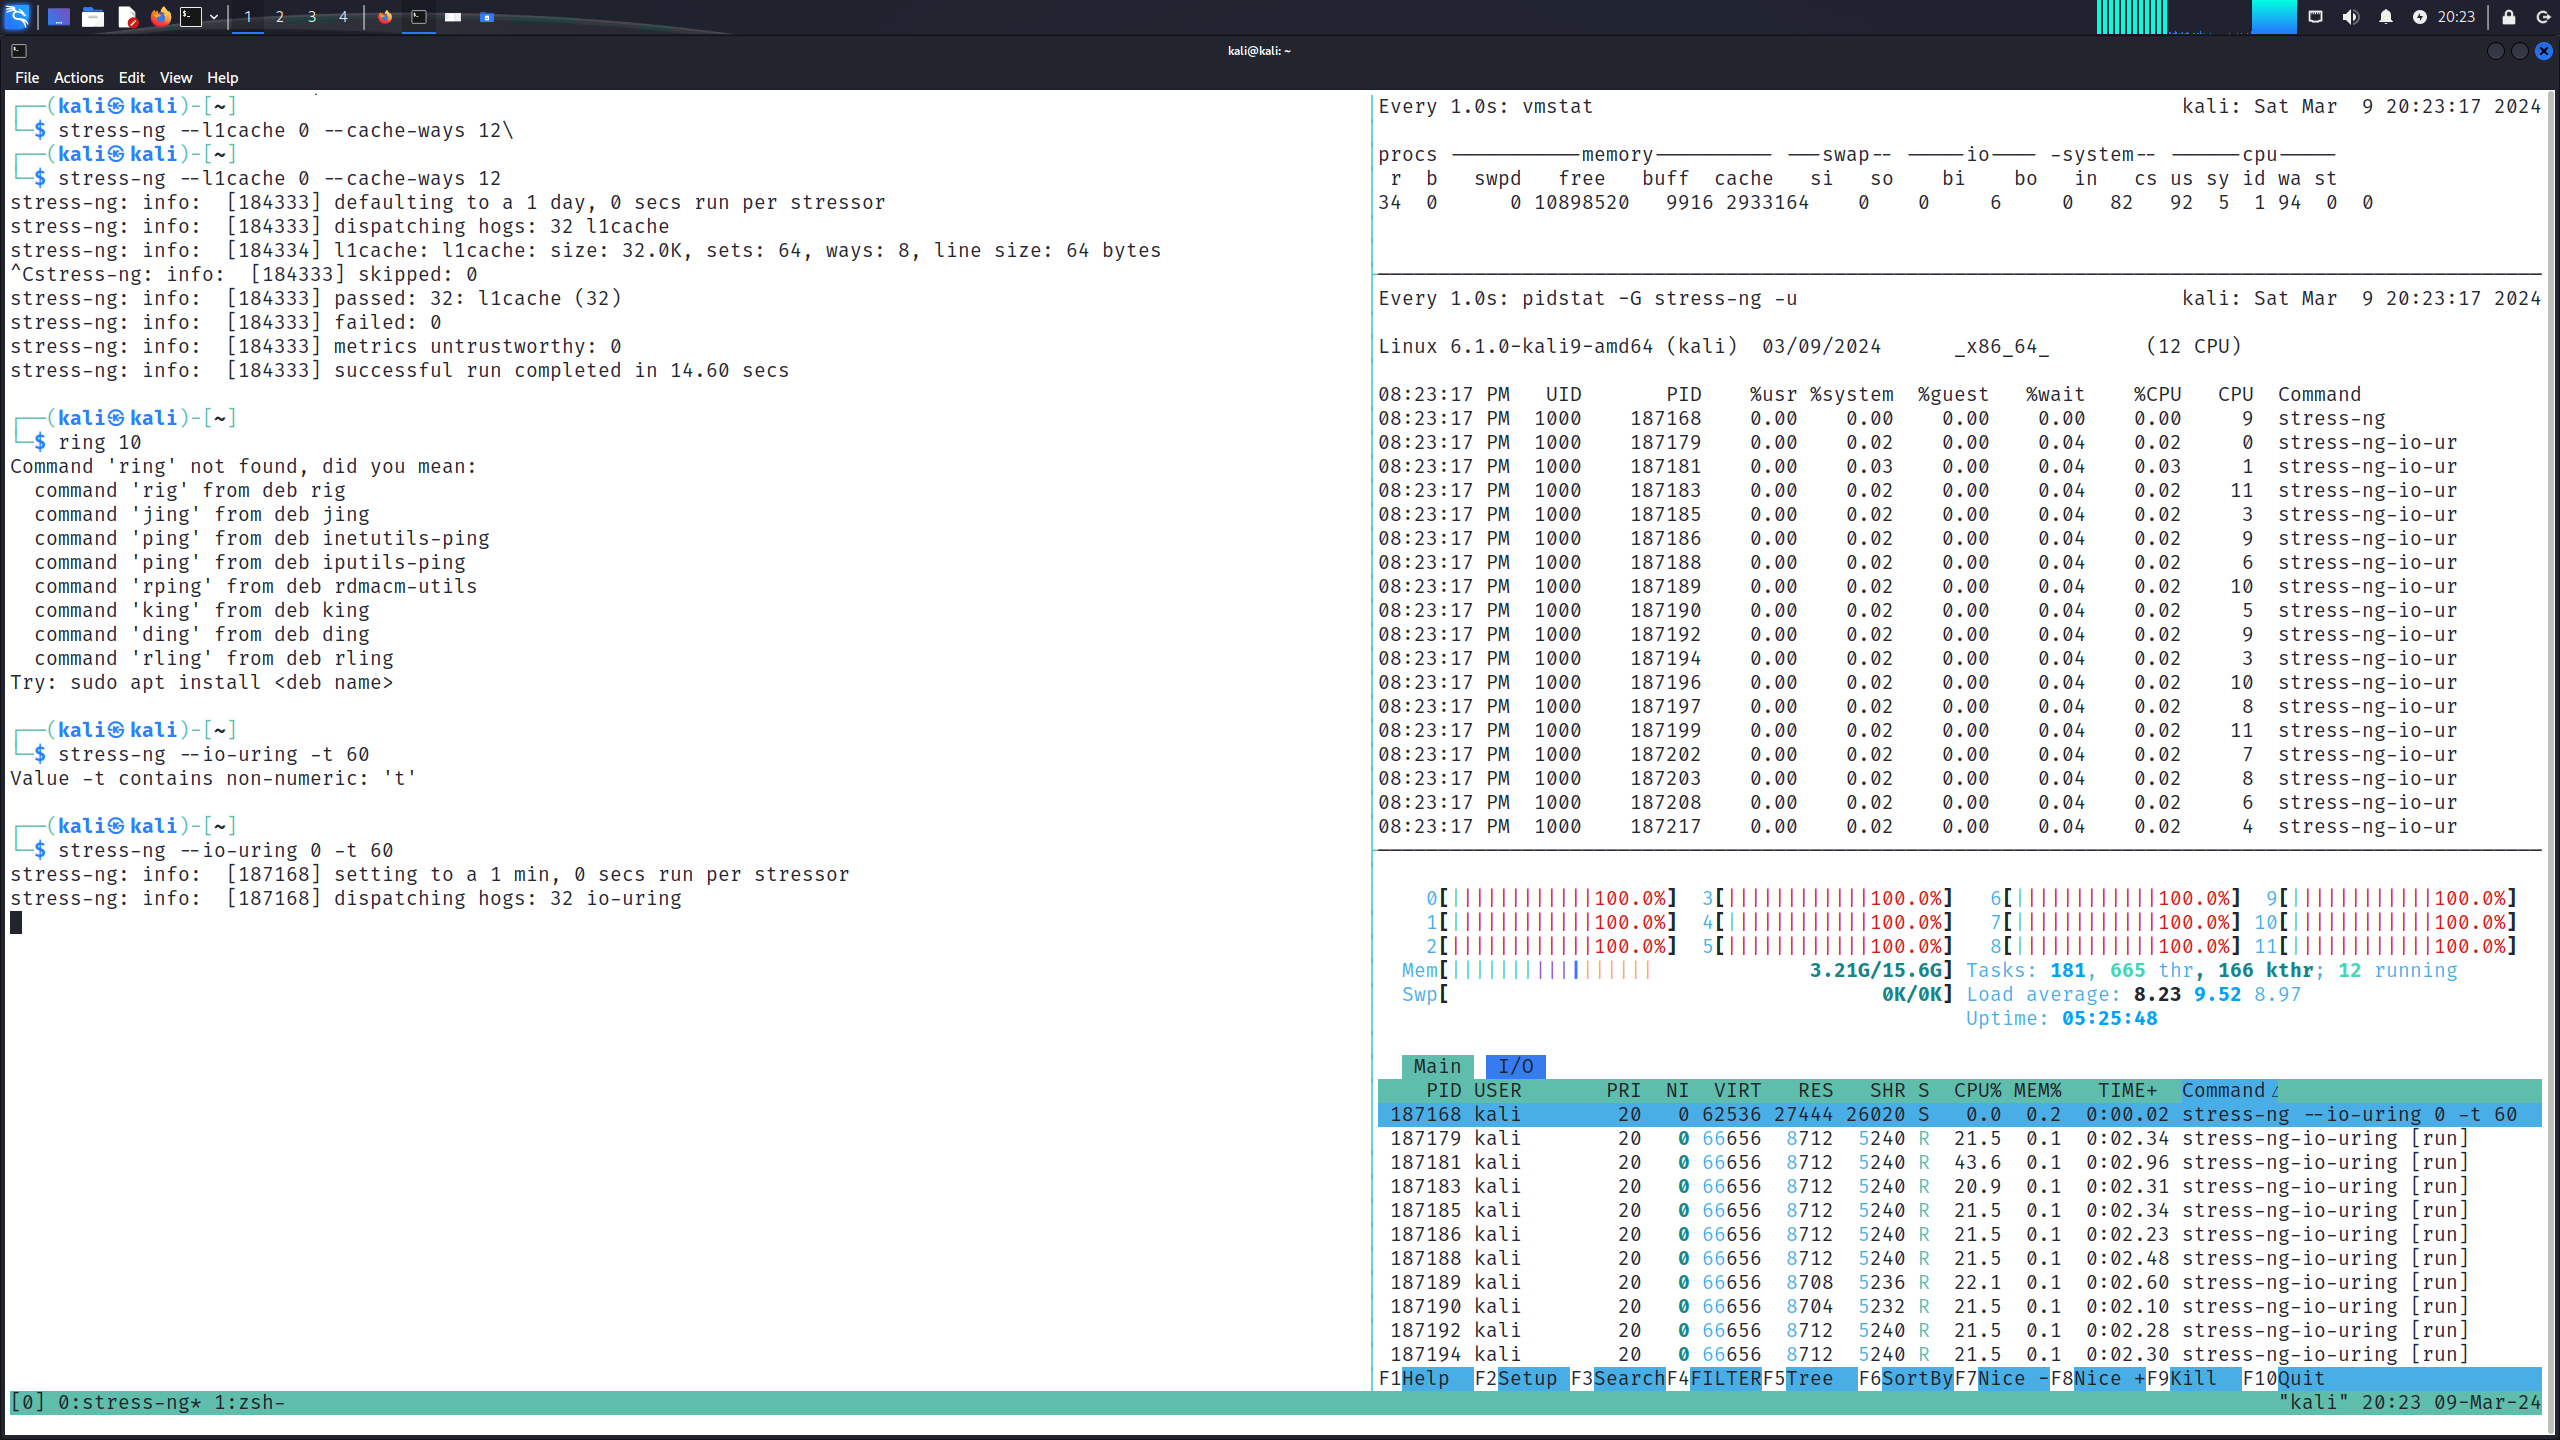 1 2 3 4
20:23
kali@kali: ~
File Actions Edit View Help
┌──(kali㉿kali)-[~]
└─$ stress-ng --l1cache 0 --cache-ways 12\
┌──(kali㉿kali)-[~]
└─$ stress-ng --l1cache 0 --cache-ways 12
stress-ng: info:  [184333] defaulting to a 1 day, 0 secs run per stressor
stress-ng: info:  [184333] dispatching hogs: 32 l1cache
stress-ng: info:  [184334] l1cache: l1cache: size: 32.0K, sets: 64, ways: 8, line size: 64 bytes
^Cstress-ng: info:  [184333] skipped: 0
stress-ng: info:  [184333] passed: 32: l1cache (32)
stress-ng: info:  [184333] failed: 0
stress-ng: info:  [184333] metrics untrustworthy: 0
stress-ng: info:  [184333] successful run completed in 14.60 secs
┌──(kali㉿kali)-[~]
└─$ ring 10
Command 'ring' not found, did you mean:
command 'rig' from deb rig
command 'jing' from deb jing
command 'ping' from deb inetutils-ping
command 'ping' from deb iputils-ping
command 'rping' from deb rdmacm-utils
command 'king' from deb king
command 'ding' from deb ding
command 'rling' from deb rling
Try: sudo apt install <deb name>
┌──(kali㉿kali)-[~]
└─$ stress-ng --io-uring -t 60
Value -t contains non-numeric: 't'
┌──(kali㉿kali)-[~]
└─$ stress-ng --io-uring 0 -t 60
stress-ng: info:  [187168] setting to a 1 min, 0 secs run per stressor
stress-ng: info:  [187168] dispatching hogs: 32 io-uring
Every 1.0s: vmstat kali: Sat Mar  9 20:23:17 2024
procs -----------memory---------- ---swap-- -----io---- -system-- ------cpu-----
r b swpd free buff cache si so bi bo in cs us sy id wa st
34 0 0 10898520 9916 2933164 0 0 6 0 82 92 5 1 94 0 0
Every 1.0s: pidstat -G stress-ng -u kali: Sat Mar  9 20:23:17 2024
Linux 6.1.0-kali9-amd64 (kali) 03/09/2024 _x86_64_ (12 CPU)
08:23:17 PM UID PID %usr %system %guest %wait %CPU CPU Command
08:23:17 PM 1000 187168 0.00 0.00 0.00 0.00 0.00 9 stress-ng
08:23:17 PM 1000 187179 0.00 0.02 0.00 0.04 0.02 0 stress-ng-io-ur
08:23:17 PM 1000 187181 0.00 0.03 0.00 0.04 0.03 1 stress-ng-io-ur
08:23:17 PM 1000 187183 0.00 0.02 0.00 0.04 0.02 11 stress-ng-io-ur
08:23:17 PM 1000 187185 0.00 0.02 0.00 0.04 0.02 3 stress-ng-io-ur
08:23:17 PM 1000 187186 0.00 0.02 0.00 0.04 0.02 9 stress-ng-io-ur
08:23:17 PM 1000 187188 0.00 0.02 0.00 0.04 0.02 6 stress-ng-io-ur
08:23:17 PM 1000 187189 0.00 0.02 0.00 0.04 0.02 10 stress-ng-io-ur
08:23:17 PM 1000 187190 0.00 0.02 0.00 0.04 0.02 5 stress-ng-io-ur
08:23:17 PM 1000 187192 0.00 0.02 0.00 0.04 0.02 9 stress-ng-io-ur
08:23:17 PM 1000 187194 0.00 0.02 0.00 0.04 0.02 3 stress-ng-io-ur
08:23:17 PM 1000 187196 0.00 0.02 0.00 0.04 0.02 10 stress-ng-io-ur
08:23:17 PM 1000 187197 0.00 0.02 0.00 0.04 0.02 8 stress-ng-io-ur
08:23:17 PM 1000 187199 0.00 0.02 0.00 0.04 0.02 11 stress-ng-io-ur
08:23:17 PM 1000 187202 0.00 0.02 0.00 0.04 0.02 7 stress-ng-io-ur
08:23:17 PM 1000 187203 0.00 0.02 0.00 0.04 0.02 8 stress-ng-io-ur
08:23:17 PM 1000 187208 0.00 0.02 0.00 0.04 0.02 6 stress-ng-io-ur
08:23:17 PM 1000 187217 0.00 0.02 0.00 0.04 0.02 4 stress-ng-io-ur
0[||||||||||||100.0%] 3[||||||||||||100.0%] 6[||||||||||||100.0%] 9[||||||||||||100.0%]
1[||||||||||||100.0%] 4[||||||||||||100.0%] 7[||||||||||||100.0%] 10[||||||||||||100.0%]
2[||||||||||||100.0%] 5[||||||||||||100.0%] 8[||||||||||||100.0%] 11[||||||||||||100.0%]
Mem[||||||||||||||||| 3.21G/15.6G] Tasks: 181, 665 thr, 166 kthr; 12 running
Swp[ 0K/0K] Load average: 8.23 9.52 8.97
Uptime: 05:25:48
Main I/O
PID USER PRI NI VIRT RES SHR S CPU% MEM% TIME+ Command△
187168 kali 20 0 62536 27444 26020 S 0.0 0.2 0:00.02 stress-ng --io-uring 0 -t 60
187179 kali 20 0 66656 8712 5240 R 21.5 0.1 0:02.34 stress-ng-io-uring [run]
187181 kali 20 0 66656 8712 5240 R 43.6 0.1 0:02.96 stress-ng-io-uring [run]
187183 kali 20 0 66656 8712 5240 R 20.9 0.1 0:02.31 stress-ng-io-uring [run]
187185 kali 20 0 66656 8712 5240 R 21.5 0.1 0:02.34 stress-ng-io-uring [run]
187186 kali 20 0 66656 8712 5240 R 21.5 0.1 0:02.23 stress-ng-io-uring [run]
187188 kali 20 0 66656 8712 5240 R 21.5 0.1 0:02.48 stress-ng-io-uring [run]
187189 kali 20 0 66656 8708 5236 R 22.1 0.1 0:02.60 stress-ng-io-uring [run]
187190 kali 20 0 66656 8704 5232 R 21.5 0.1 0:02.10 stress-ng-io-uring [run]
187192 kali 20 0 66656 8712 5240 R 21.5 0.1 0:02.28 stress-ng-io-uring [run]
187194 kali 20 0 66656 8712 5240 R 21.5 0.1 0:02.30 stress-ng-io-uring [run]
F1Help F2Setup F3SearchF4FILTERF5Tree F6SortByF7Nice -F8Nice +F9Kill F10Quit
[0] 0:stress-ng* 1:zsh- "kali" 20:23 09-Mar-24